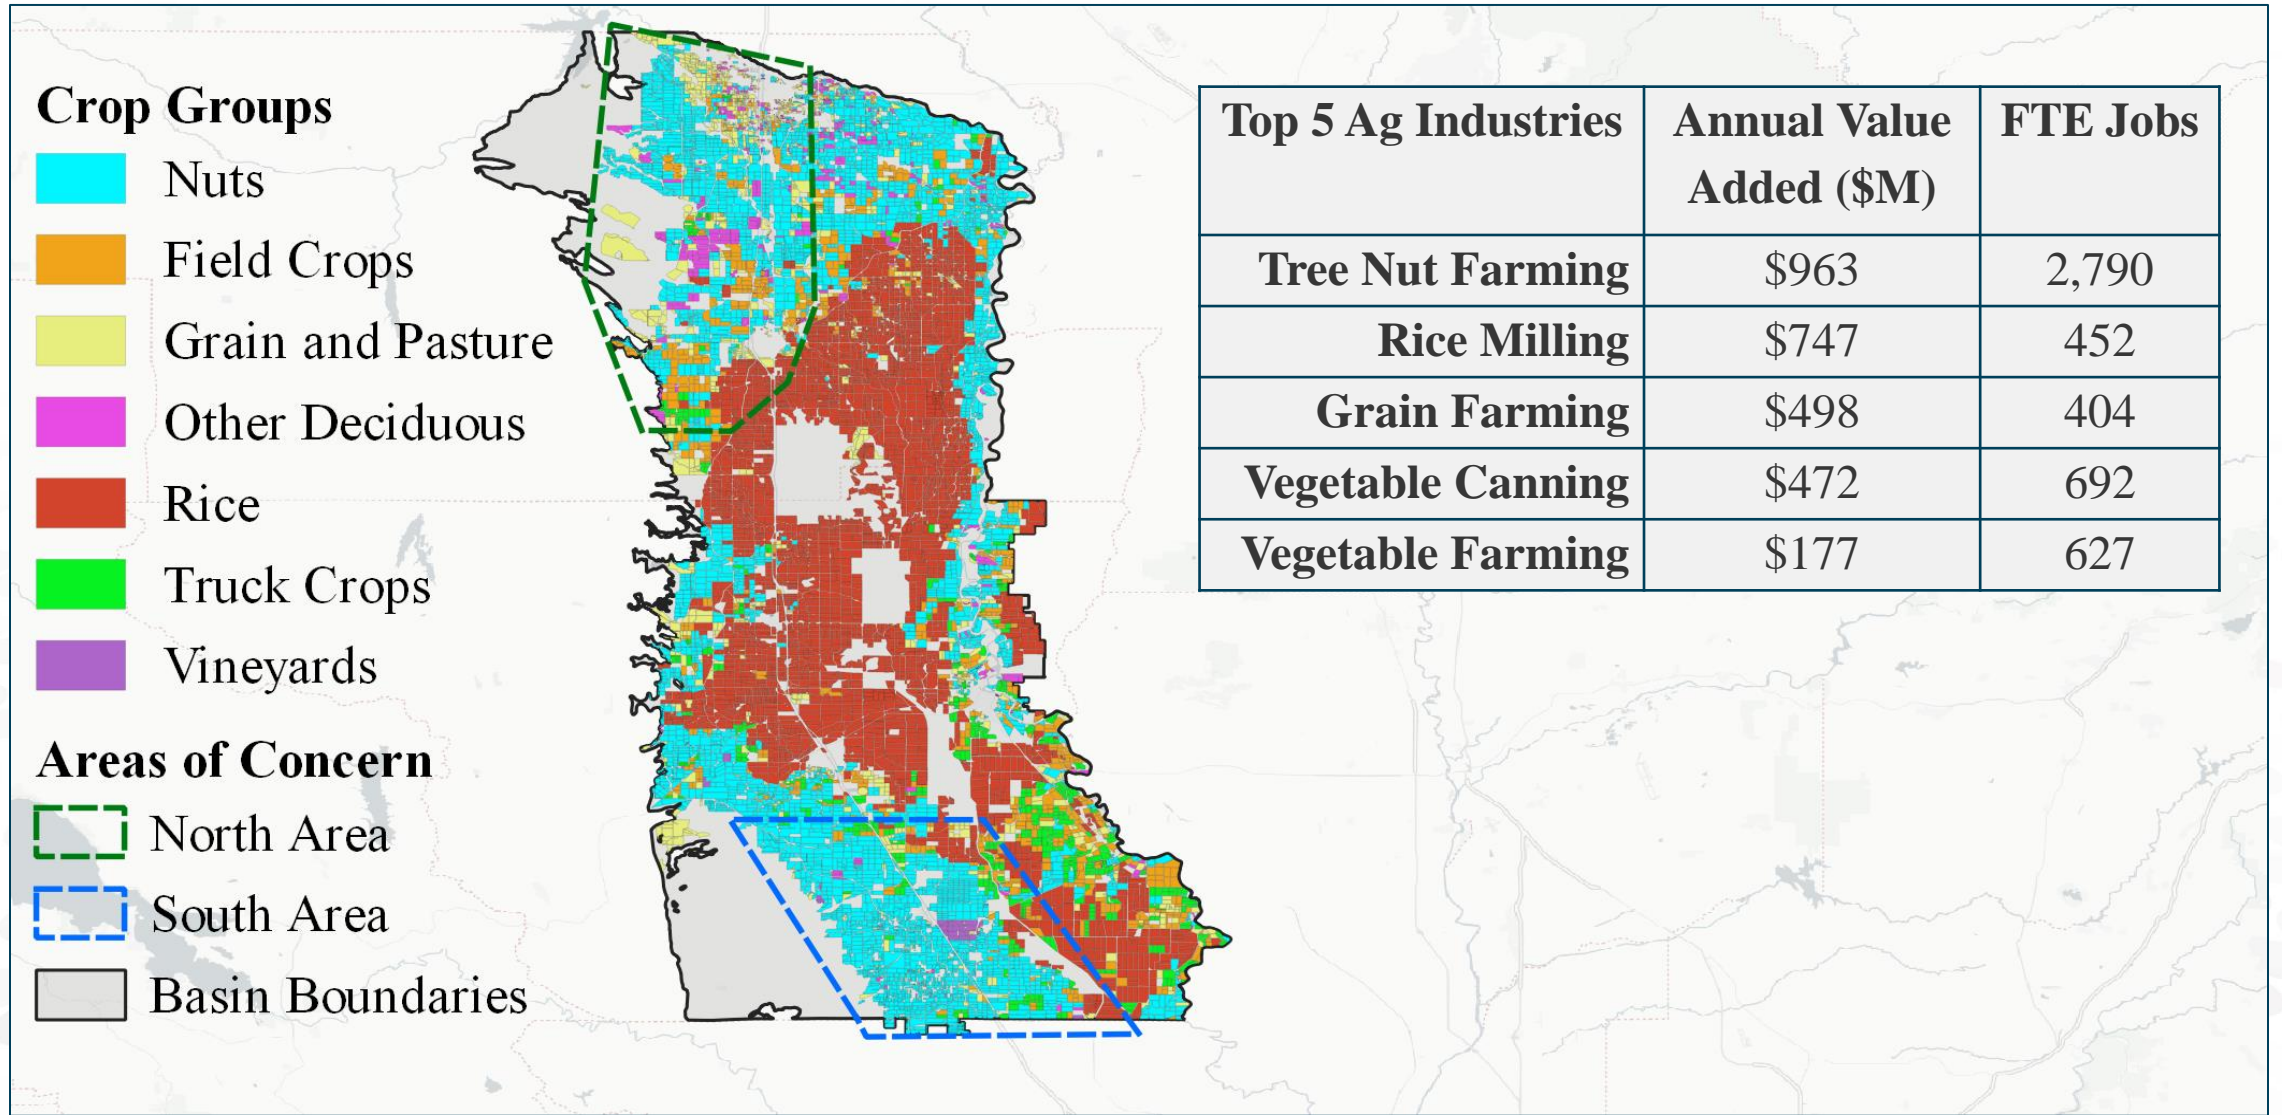 Crop Groups
Nuts
Field Crops
Grain and Pasture
Other Deciduous
Rice
Truck Crops
Vineyards
Areas of Concern
North Area
South Area
Basin Boundaries
Top 5 Ag Industries Annual Value FTE Jobs
Added ($M)
Tree Nut Farming $963 2,790
Rice Milling $747 452
Grain Farming $498 404
Vegetable Canning $472 692
Vegetable Farming $177 627